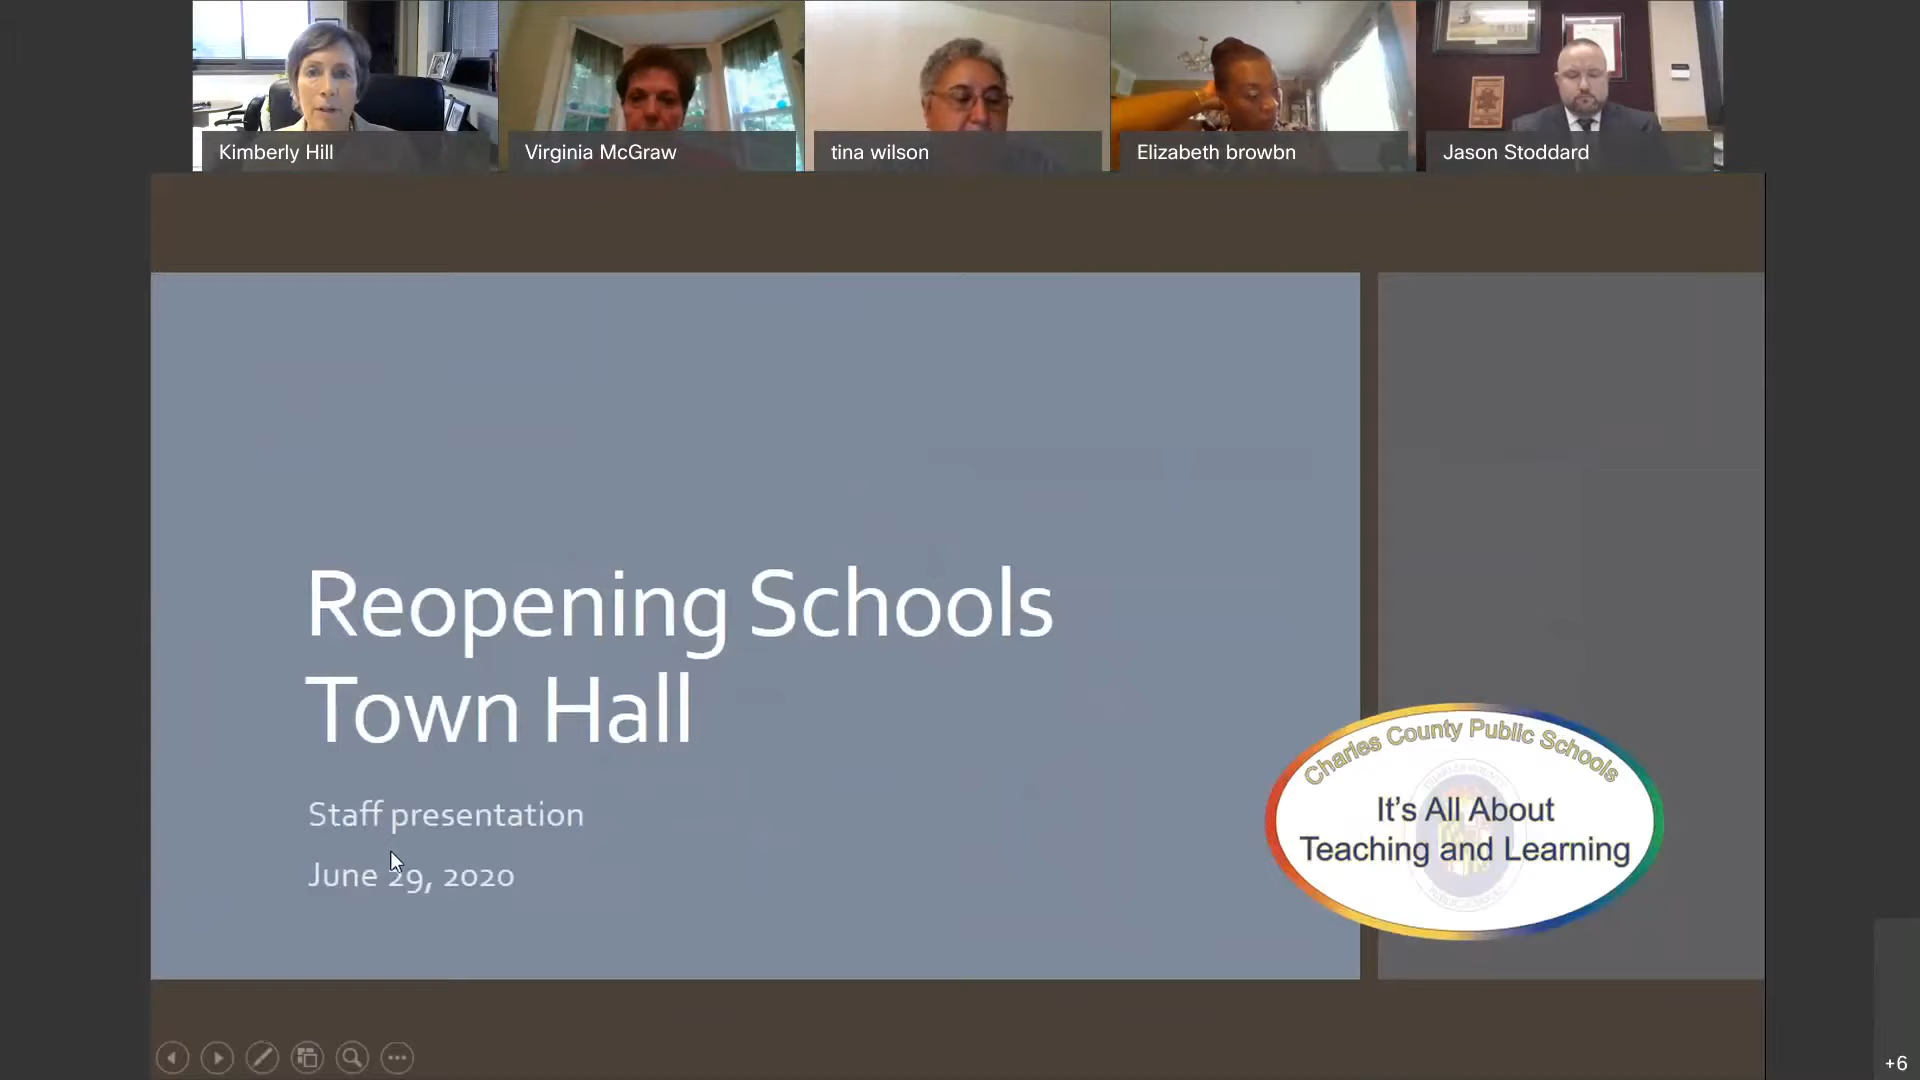 Kimberly Hill
Virginia McGraw
tina wilson
Elizabeth browbn
Jason Stoddard
Reopening Schools
Town Hall
Staff presentation
June 29, 2020
Charles County Public Schools
It's All About
Teaching and Learning
+6